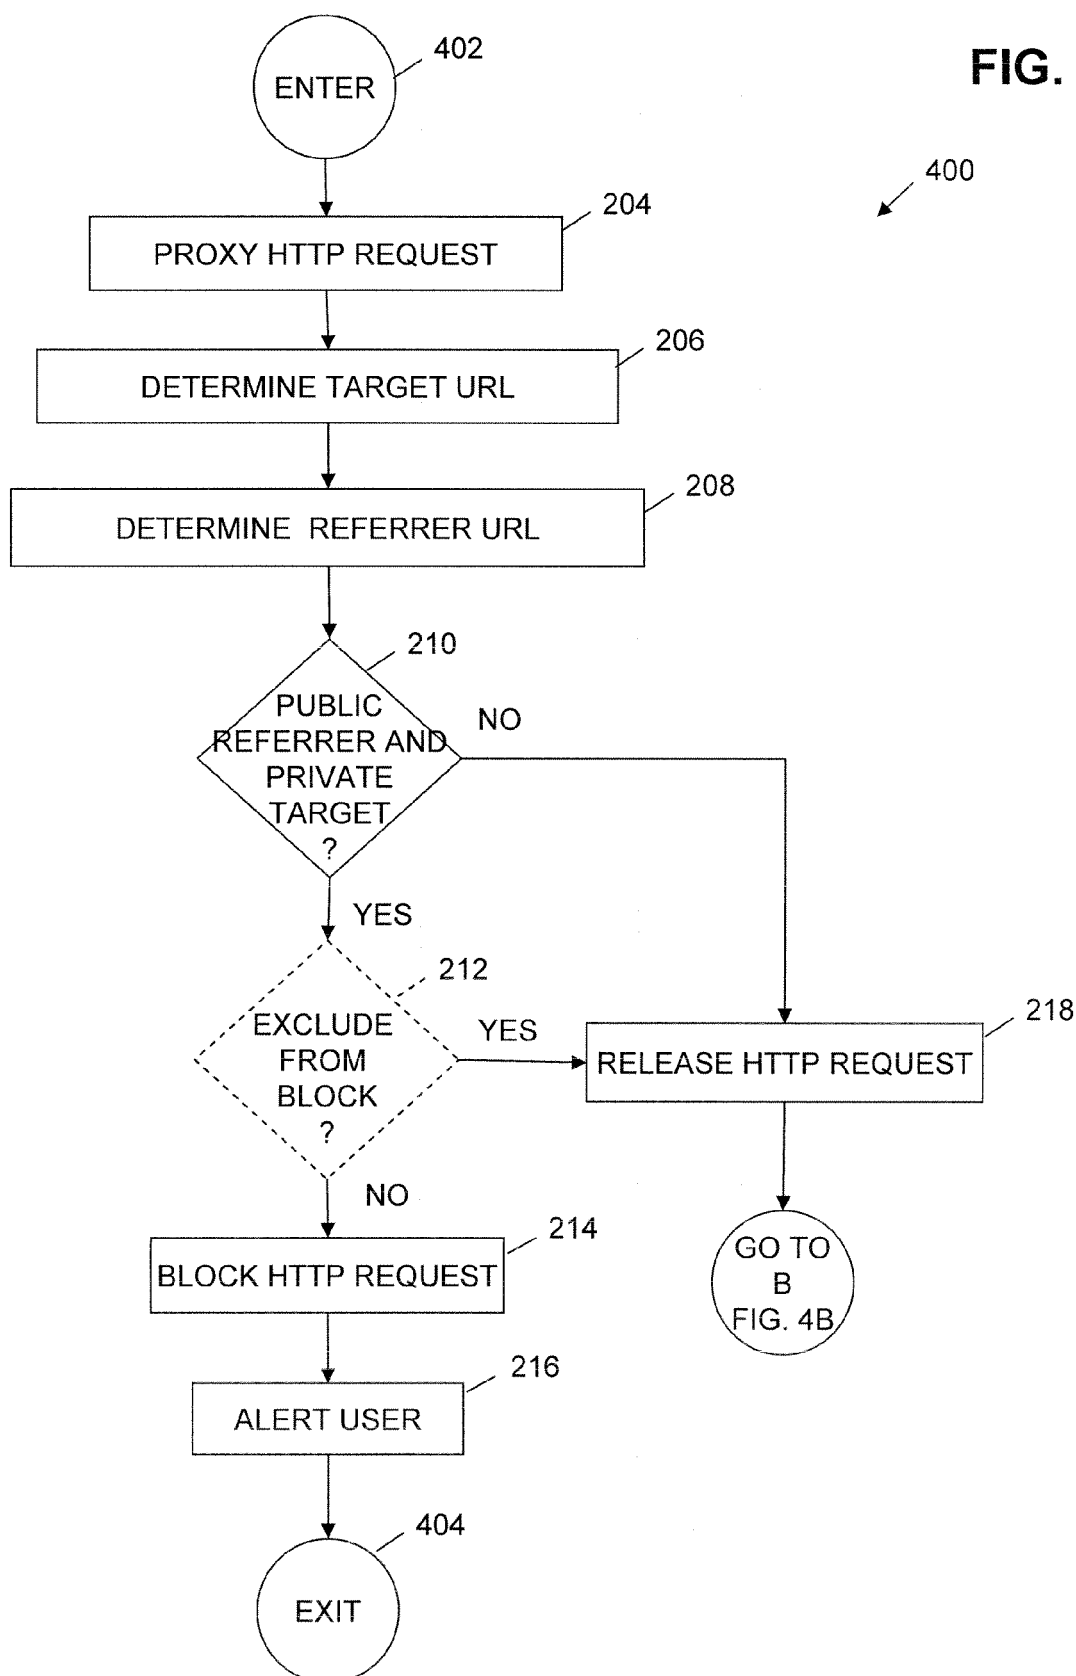 402
ENTER
FIG.
400
204
PROXY HTTP REQUEST
206
DETERMINE TARGET URL
208
DETERMINE REFERRER URL
210
PUBLIC
REFERRER AND
PRIVATE
TARGET
?
NO
YES
212
EXCLUDE
FROM
BLOCK
?
YES
218
RELEASE HTTP REQUEST
NO
214
BLOCK HTTP REQUEST
GO TO
B
FIG. 4B
216
ALERT USER
404
EXIT